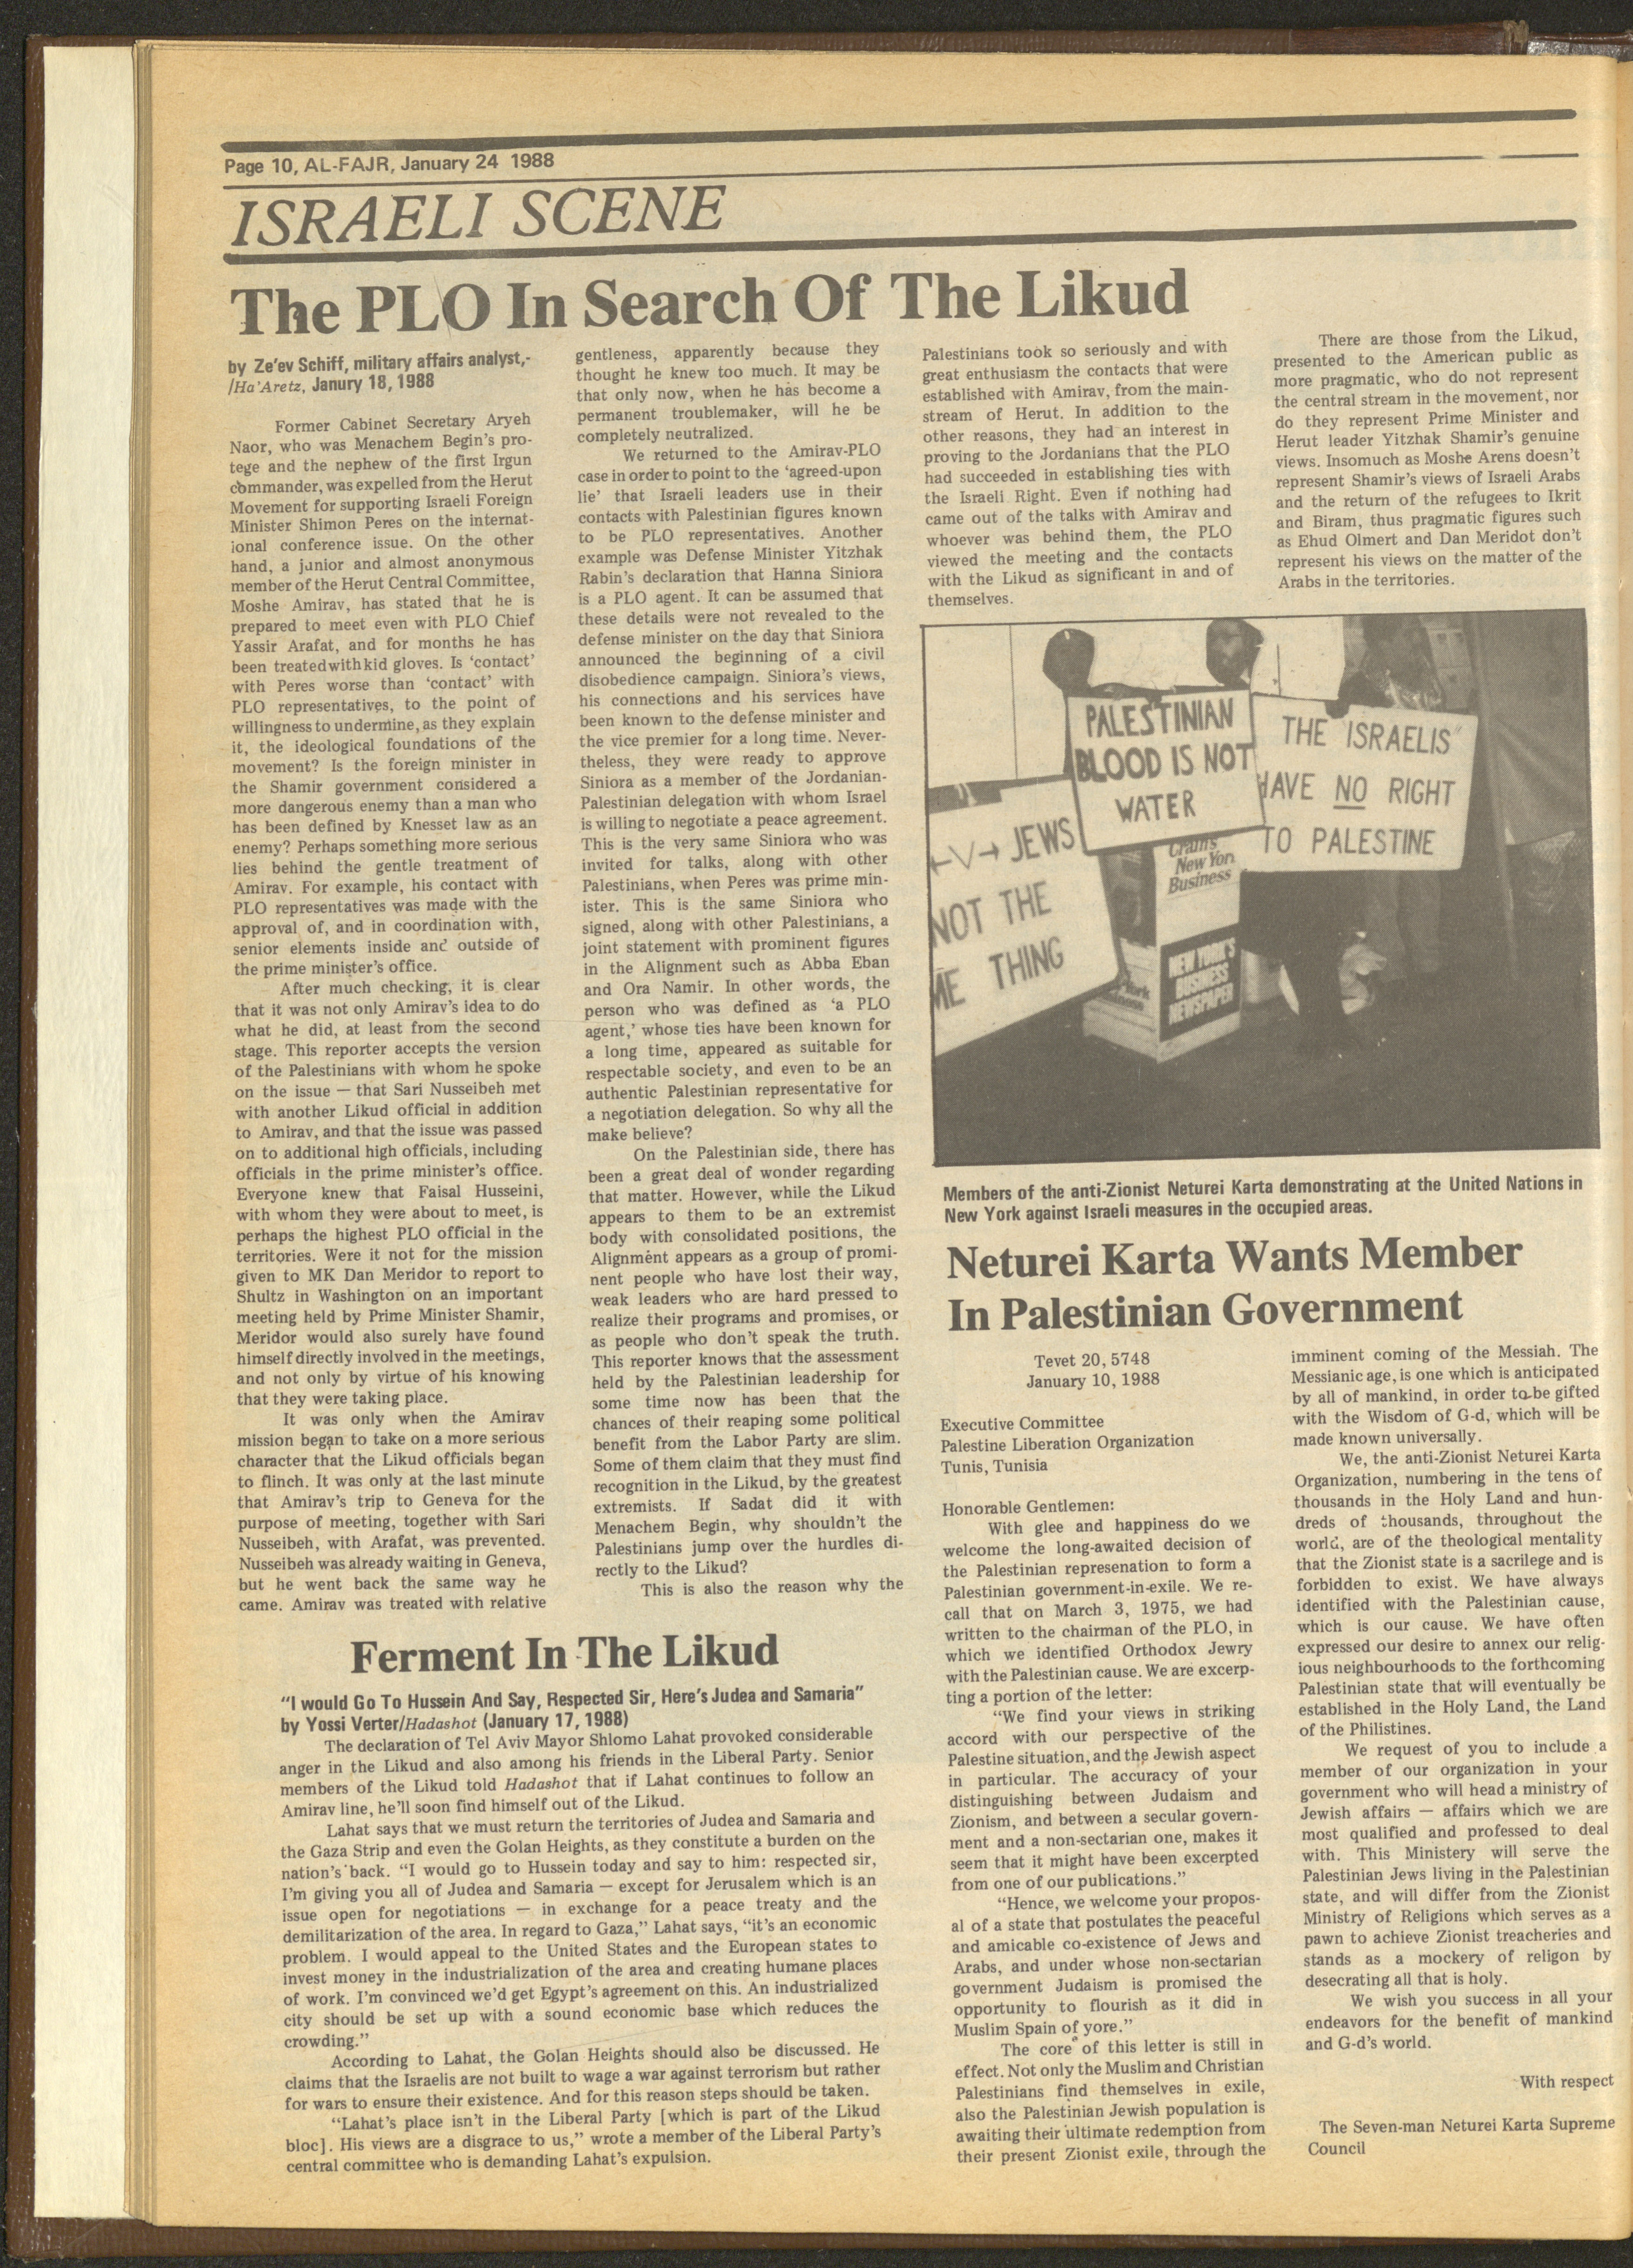 Page 10, AL-FAJR, January 24 1988
ISRAELI SCENE
The PLO In Search Of The Likud
by Ze'ev Schiff, military affairs analyst,-
/Ha'Aretz, Janury 18, 1988
Former Cabinet Secretary Aryeh
Naor, who was Menachem Begin's pro-
tege and the nephew of the first Irgun
commander, was expelled from the Herut
Movement for supporting Israeli Foreign
Minister Shimon Peres on the internat-
ional conference issue. On the other
hand, a junior and almost anonymous
member of the Herut Central Committee,
Moshe Amirav, has stated that he is
prepared to meet even with PLO Chief
Yassir Arafat, and for months he has
been treated with kid gloves. Is 'contact'
with Peres worse than 'contact' with
PLO representatives, to the point of
willingness to undermine, as they explain
it, the ideological foundations of the
movement? Is the foreign minister in
the Shamir government considered a
more dangerous enemy than a man who
has been defined by Knesset law as an
enemy? Perhaps something more serious
lies behind the gentle treatment of
Amirav. For example, his contact with
PLO representatives was made with the
approval of, and in coordination with,
senior elements inside and outside of
the prime minister's office.
After much checking, it is clear
that it was not only Amirav's idea to do
what he did, at least from the second
stage. This reporter accepts the version
of the Palestinians with whom he spoke
on the issue — that Sari Nusseibeh met
with another Likud official in addition
to Amirav, and that the issue was passed
on to additional high officials, including
officials in the prime minister's office.
Everyone knew that Faisal Husseini,
with whom they were about to meet, is
perhaps the highest PLO official in the
territories. Were it not for the mission
given to MK Dan Meridor to report to
Shultz in Washington on an important
meeting held by Prime Minister Shamir,
Meridor would also surely have found
himself directly involved in the meetings,
and not only by virtue of his knowing
that they were taking place.
It was only when the Amirav
mission began to take on a more serious
character that the Likud officials began
to flinch. It was only at the last minute
that Amirav's trip to Geneva for the
purpose of meeting, together with Sari
Nusseibeh, with Arafat, was prevented.
Nusseibeh was already waiting in Geneva,
but he went back the same way he
came. Amirav was treated with relative
gentleness, apparently because they
thought he knew too much. It may be
that only now, when he has become a
permanent troublemaker, will he be
completely neutralized.
We returned to the Amirav-PLO
case in order to point to the 'agreed-upon
lie' that Israeli leaders use in their
contacts with Palestinian figures known
to be PLO representatives. Another
example was Defense Minister Yitzhak
Rabin's declaration that Hanna Siniora
is a PLO agent. It can be assumed that
these details were not revealed to the
defense minister on the day that Siniora
announced the beginning of a civil
disobedience campaign. Siniora's views,
his connections and his services have
been known to the defense minister and
the vice premier for a long time. Never-
theless, they were ready to approve
Siniora as a member of the Jordanian-
Palestinian delegation with whom Israel
is willing to negotiate a peace agreement.
This is the very same Siniora who was
invited for talks, along with other
Palestinians, when Peres was prime min-
ister. This is the same Siniora who
signed, along with other Palestinians, a
joint statement with prominent figures
in the Alignment such as Abba Eban
and Ora Namir. In other words, the
person who was defined as 'a PLO
agent,' whose ties have been known for
a long time, appeared as suitable for
respectable society, and even to be an
authentic Palestinian representative for
a negotiation delegation. So why all the
make believe?
On the Palestinian side, there has
been a great deal of wonder regarding
that matter. However, while the Likud
appears to them to be an extremist
body with consolidated positions, the
Alignment appears as a group of promi-
nent people who have lost their way,
weak leaders who are hard pressed to
realize their programs and promises, or
as people who don't speak the truth.
This reporter knows that the assessment
held by the Palestinian leadership for
some time now has been that the
chances of their reaping some political
benefit from the Labor Party are slim.
Some of them claim that they must find
recognition in the Likud, by the greatest
extremists. If Sadat did it with
Menachem Begin, why shouldn't the
Palestinians jump over the hurdles di-
rectly to the Likud?
This is also the reason why the
Palestinians took so seriously and with
great enthusiasm the contacts that were
established with Amirav, from the main-
stream of Herut. In addition to the
other reasons, they had an interest in
proving to the Jordanians that the PLO
had succeeded in establishing ties with
the Israeli Right. Even if nothing had
came out of the talks with Amirav and
whoever was behind them, the PLO
viewed the meeting and the contacts
with the Likud as significant in and of
themselves.
There are those from the Likud,
presented to the American public as
more pragmatic, who do not represent
the central stream in the movement, nor
do they represent Prime Minister and
Herut leader Yitzhak Shamir's genuine
views. Insomuch as Moshe Arens doesn't
represent Shamir's views of Israeli Arabs
and the return of the refugees to Ikrit
and Biram, thus pragmatic figures such
as Ehud Olmert and Dan Meridot don't
represent his views on the matter of the
Arabs in the territories.
PALESTINIAN
BLOOD IS NOT
WATER
THE "ISRAELIS"
HAVE NO RIGHT
TO PALESTINE
JEWS
NOT THE
ME THING
Crain's
New York
Business
NEW YORK'S
BUSINESS
NEWSPAPER
Members of the anti-Zionist Neturei Karta demonstrating at the United Nations in
New York against Israeli measures in the occupied areas.
Neturei Karta Wants Member
In Palestinian Government
Tevet 20, 5748
January 10, 1988
Executive Committee
Palestine Liberation Organization
Tunis, Tunisia
Honorable Gentlemen:
With glee and happiness do we
welcome the long-awaited decision of
the Palestinian represenation to form a
Palestinian government-in-exile. We re-
call that on March 3, 1975, we had
written to the chairman of the PLO, in
which we identified Orthodox Jewry
with the Palestinian cause. We are excerp-
ting a portion of the letter:
"We find your views in striking
accord with our perspective of the
Palestine situation, and the Jewish aspect
in particular. The accuracy of your
distinguishing between Judaism and
Zionism, and between a secular govern-
ment and a non-sectarian one, makes it
seem that it might have been excerpted
from one of our publications."
"Hence, we welcome your propos-
al of a state that postulates the peaceful
and amicable co-existence of Jews and
Arabs, and under whose non-sectarian
government Judaism is promised the
opportunity to flourish as it did in
Muslim Spain of yore."
The core of this letter is still in
effect. Not only the Muslim and Christian
Palestinians find themselves in exile,
also the Palestinian Jewish population is
awaiting their ultimate redemption from
their present Zionist exile, through the
imminent coming of the Messiah. The
Messianic age, is one which is anticipated
by all of mankind, in order to be gifted
with the Wisdom of G-d, which will be
made known universally.
We, the anti-Zionist Neturei Karta
Organization, numbering in the tens of
thousands in the Holy Land and hun-
dreds of thousands, throughout the
world, are of the theological mentality
that the Zionist state is a sacrilege and is
forbidden to exist. We have always
identified with the Palestinian cause,
which is our cause. We have often
expressed our desire to annex our relig-
ious neighbourhoods to the forthcoming
Palestinian state that will eventually be
established in the Holy Land, the Land
of the Philistines.
We request of you to include a
member of our organization in your
government who will head a ministry of
Jewish affairs — affairs which we are
most qualified and professed to deal
with. This Ministery will serve the
Palestinian Jews living in the Palestinian
state, and will differ from the Zionist
Ministry of Religions which serves as a
pawn to achieve Zionist treacheries and
stands as a mockery of religon by
desecrating all that is holy.
We wish you success in all your
endeavors for the benefit of mankind
and G-d's world.
With respect
The Seven-man Neturei Karta Supreme
Council
Ferment In The Likud
"I would Go To Hussein And Say, Respected Sir, Here's Judea and Samaria"
by Yossi Verter/Hadashot (January 17, 1988)
The declaration of Tel Aviv Mayor Shlomo Lahat provoked considerable
anger in the Likud and also among his friends in the Liberal Party. Senior
members of the Likud told Hadashot that if Lahat continues to follow an
Amirav line, he'll soon find himself out of the Likud.
Lahat says that we must return the territories of Judea and Samaria and
the Gaza Strip and even the Golan Heights, as they constitute a burden on the
nation's back. "I would go to Hussein today and say to him: respected sir,
I'm giving you all of Judea and Samaria — except for Jerusalem which is an
issue open for negotiations — in exchange for a peace treaty and the
demilitarization of the area. In regard to Gaza," Lahat says, "it's an economic
problem. I would appeal to the United States and the European states to
invest money in the industrialization of the area and creating humane places
of work. I'm convinced we'd get Egypt's agreement on this. An industrialized
city should be set up with a sound economic base which reduces the
crowding."
According to Lahat, the Golan Heights should also be discussed. He
claims that the Israelis are not built to wage a war against terrorism but rather
for wars to ensure their existence. And for this reason steps should be taken.
"Lahat's place isn't in the Liberal Party [which is part of the Likud
bloc]. His views are a disgrace to us," wrote a member of the Liberal Party's
central committee who is demanding Lahat's expulsion.